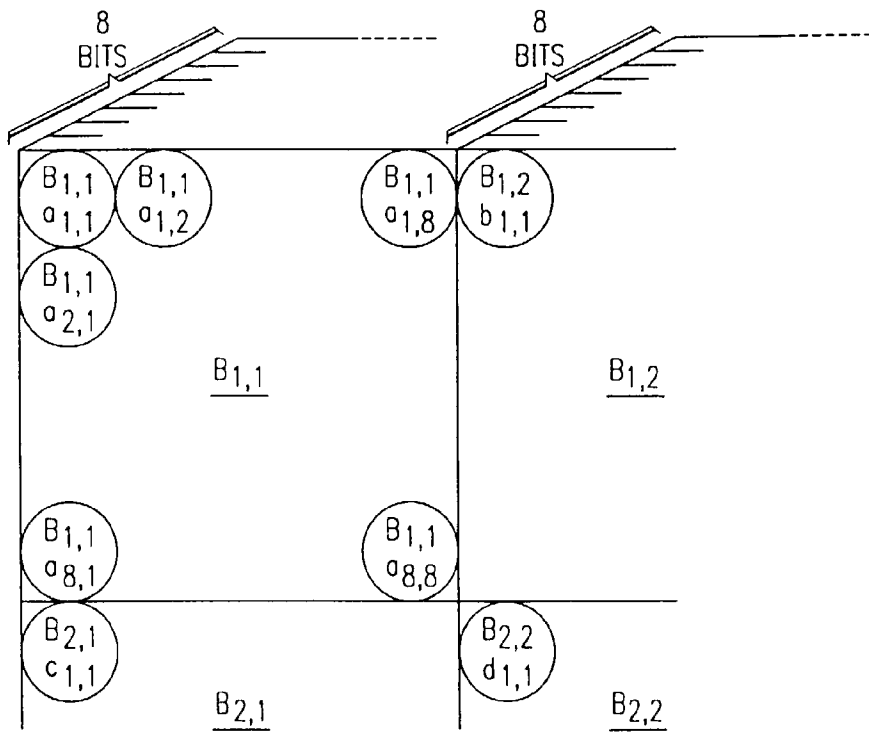 8
BITS
8
BITS
B1,1
a1,1
B1,1
a1,2
B1,1
a1,8
B1,2
b1,1
B1,1
a2,1
B1,1
B1,2
B1,1
a8,1
B1,1
a8,8
B2,1
c1,1
B2,2
d1,1
B2,1
B2,2